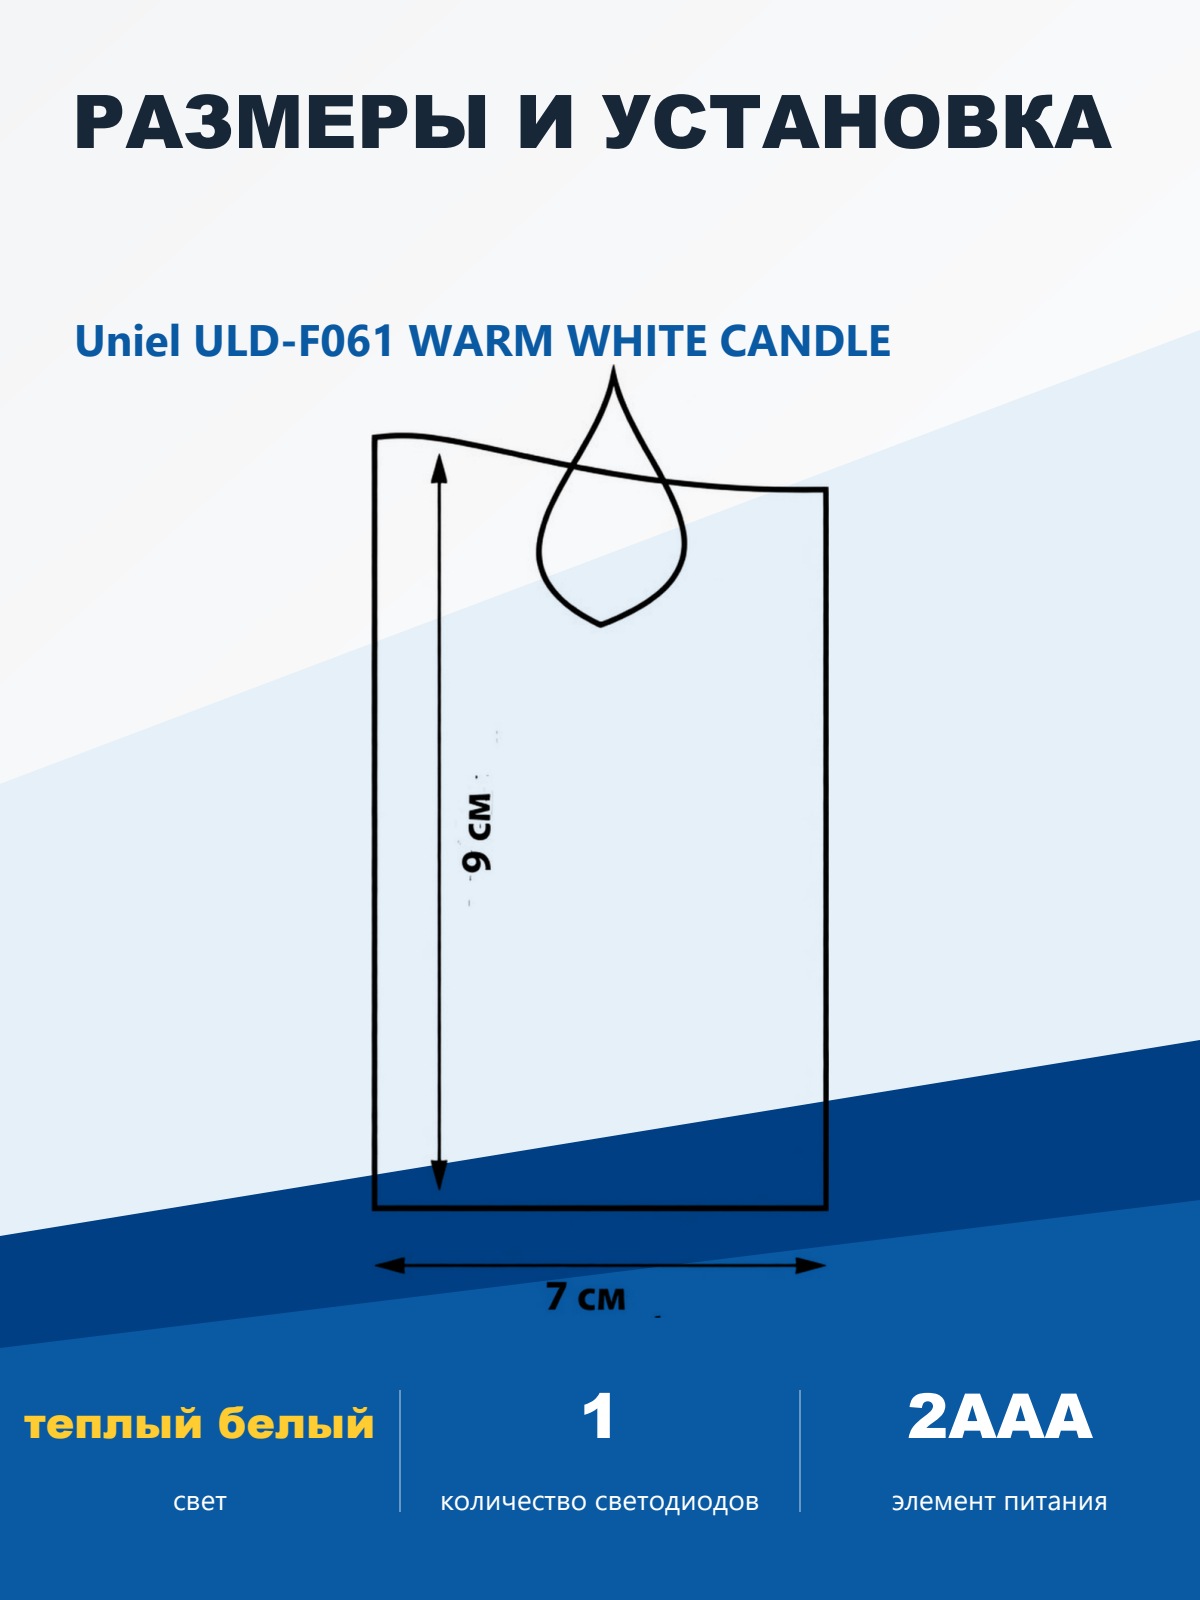 РАЗМЕРЫ И УСТАНОВКА
Uniel ULD-F061 WARM WHITE CANDLE
9 см
7 см
теплый белый
свет
1
количество светодиодов
2AAA
элемент питания